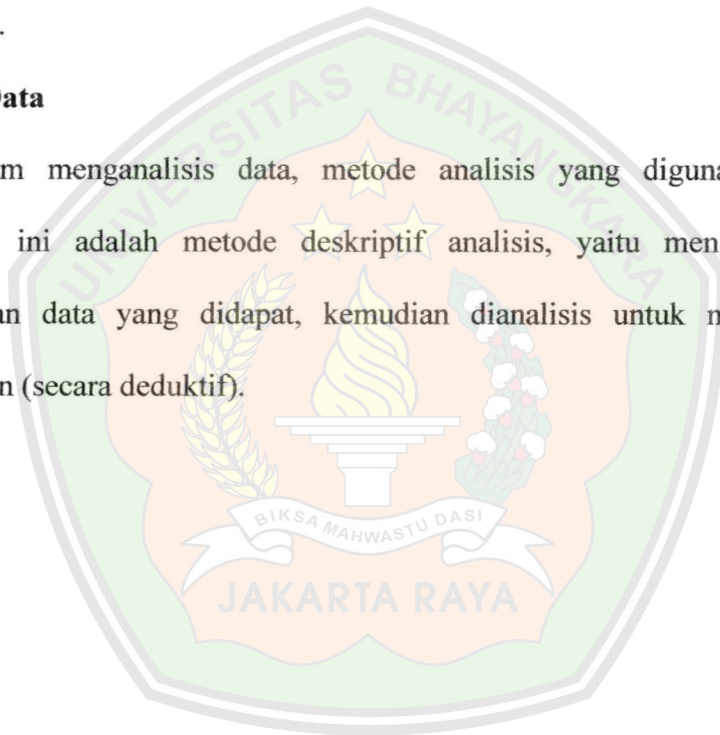 .
ata
m menganalisis data, metode analisis yang diguna
ini adalah metode deskriptif analisis, yaitu men
an data yang didapat, kemudian dianalisis untuk m
n (secara deduktif).
UNIVERSITAS BHAYANGKARA
BIKSA MAHWASTU DASI
JAKARTA RAYA